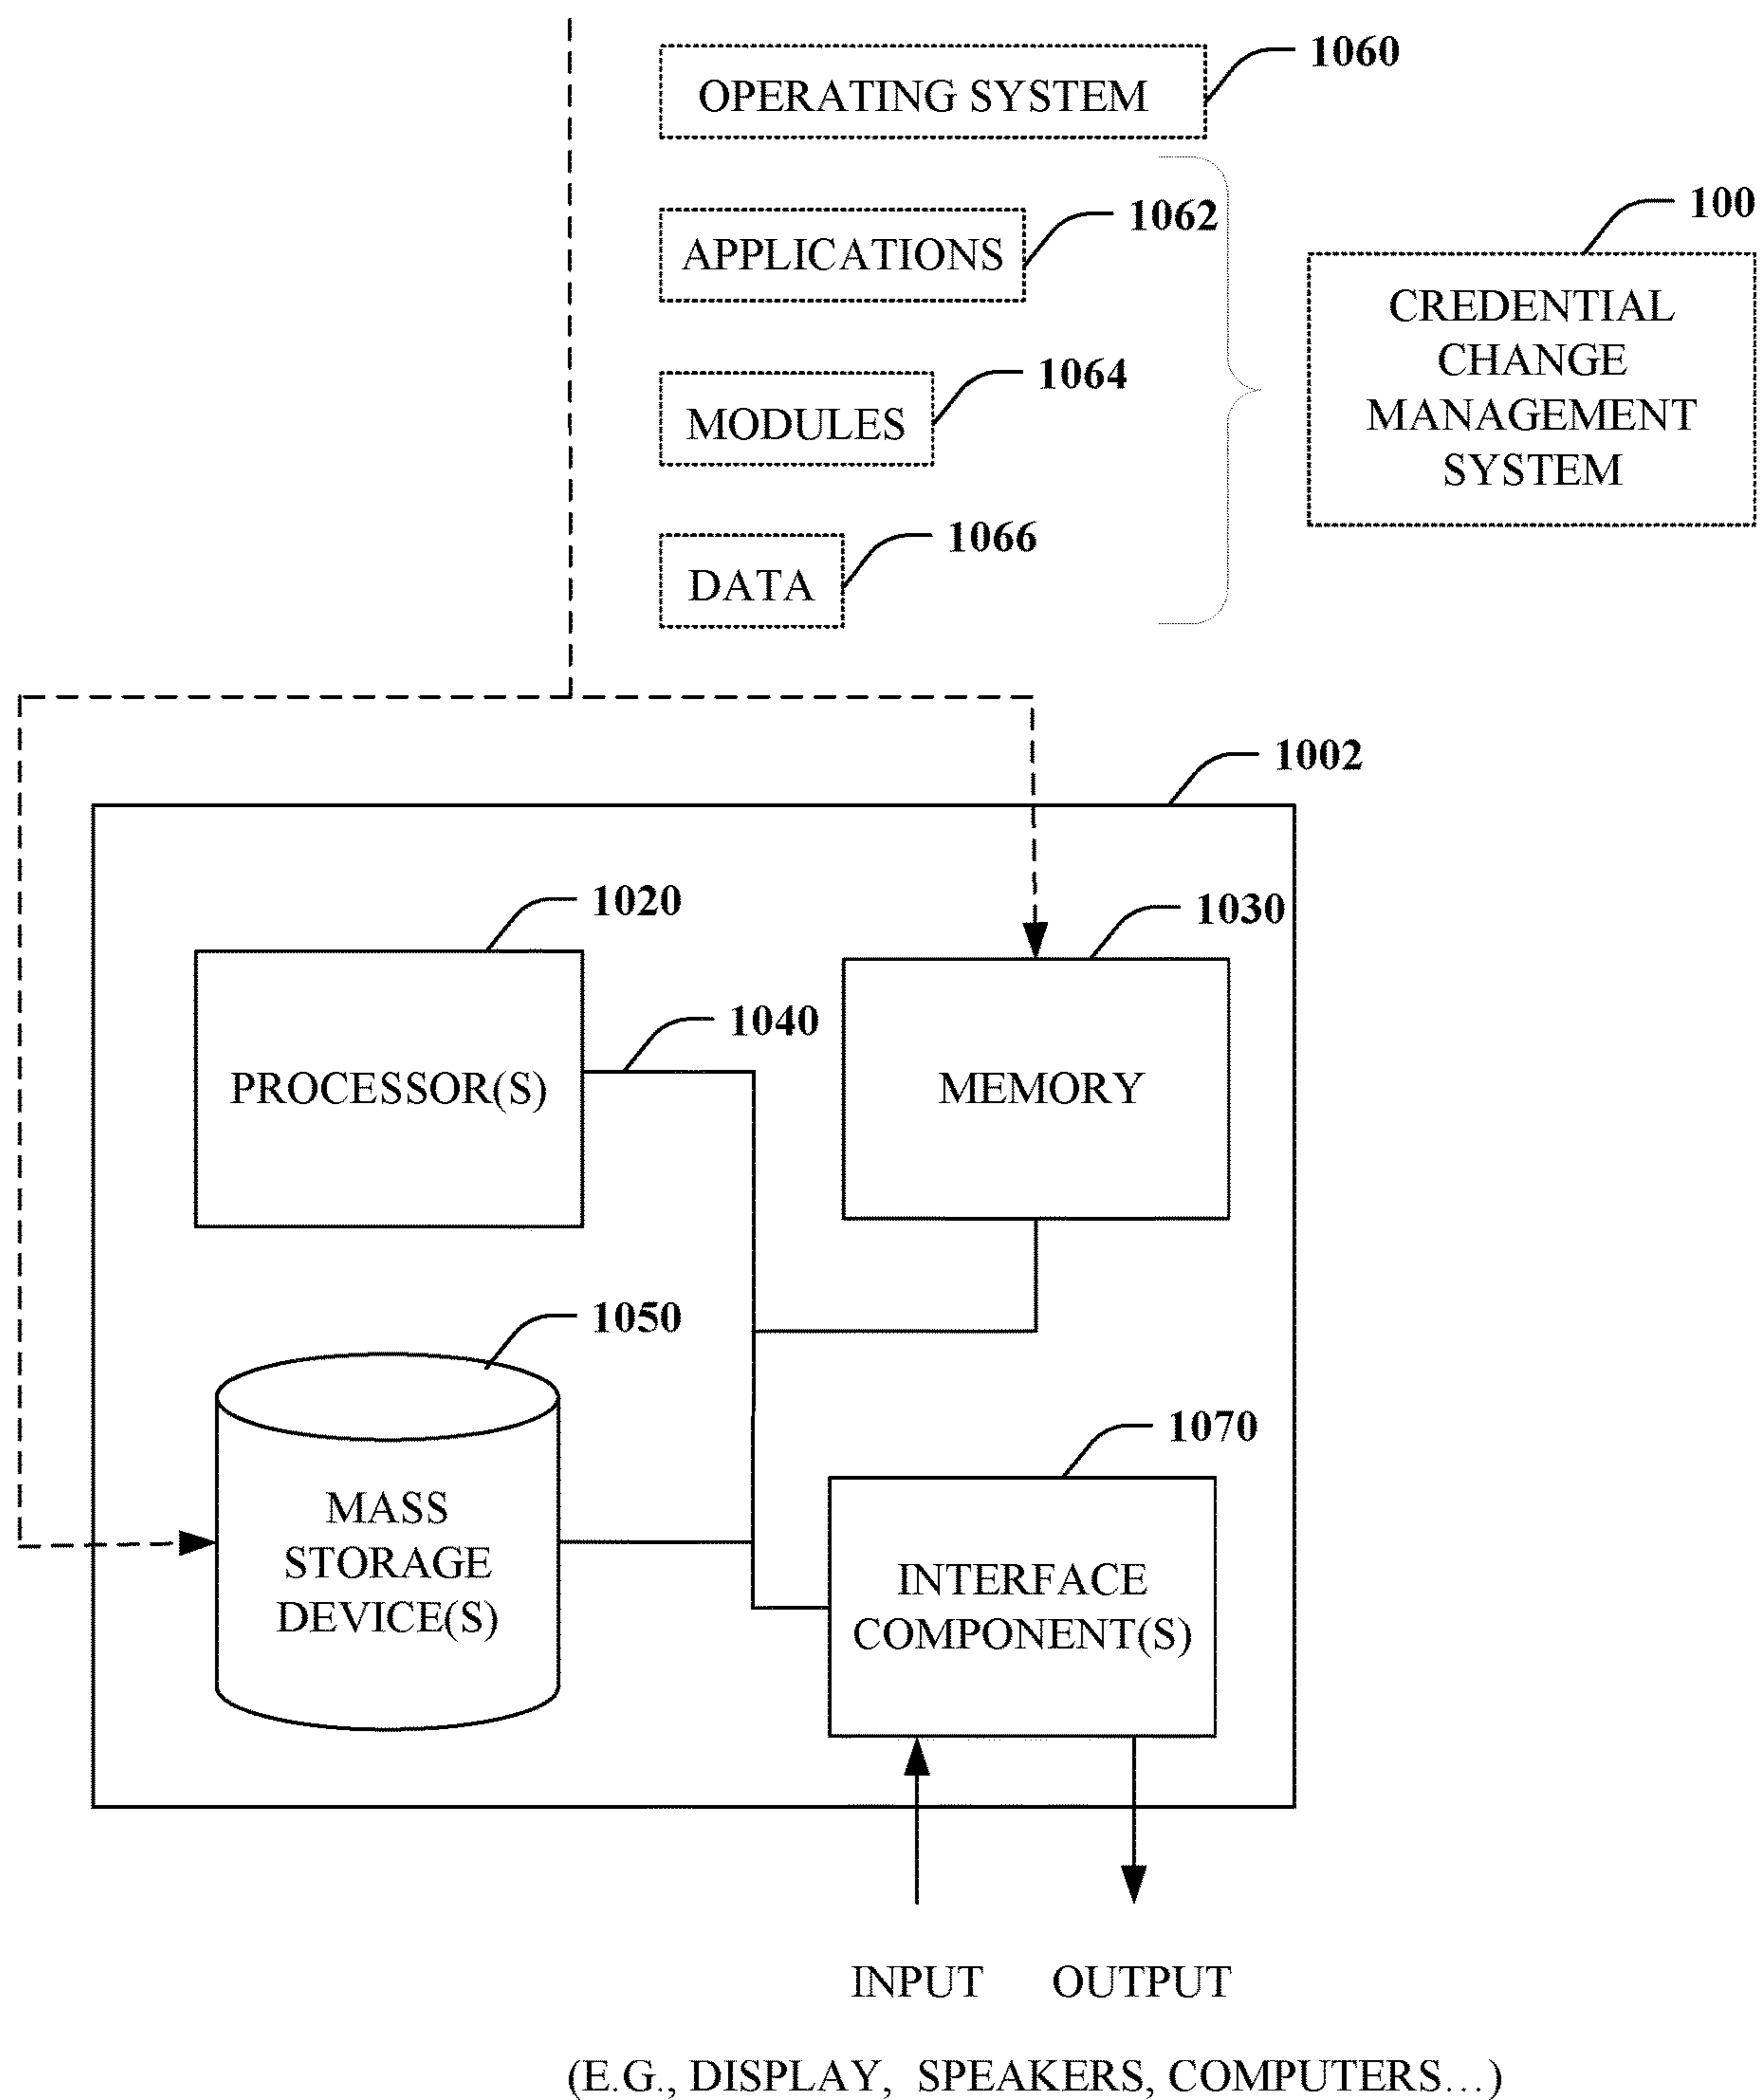 1060
OPERATING SYSTEM
100
1062
APPLICATIONS
CREDENTIAL
CHANGE
MANAGEMENT
SYSTEM
1064
MODULES
1066
DATA
1002
1020
1030
1040
PROCESSOR(S)
MEMORY
1050
1070
MASS
STORAGE
DEVICE(S)
INTERFACE
COMPONENT(S)
INPUT
OUTPUT
(E.G., DISPLAY, SPEAKERS, COMPUTERS…)